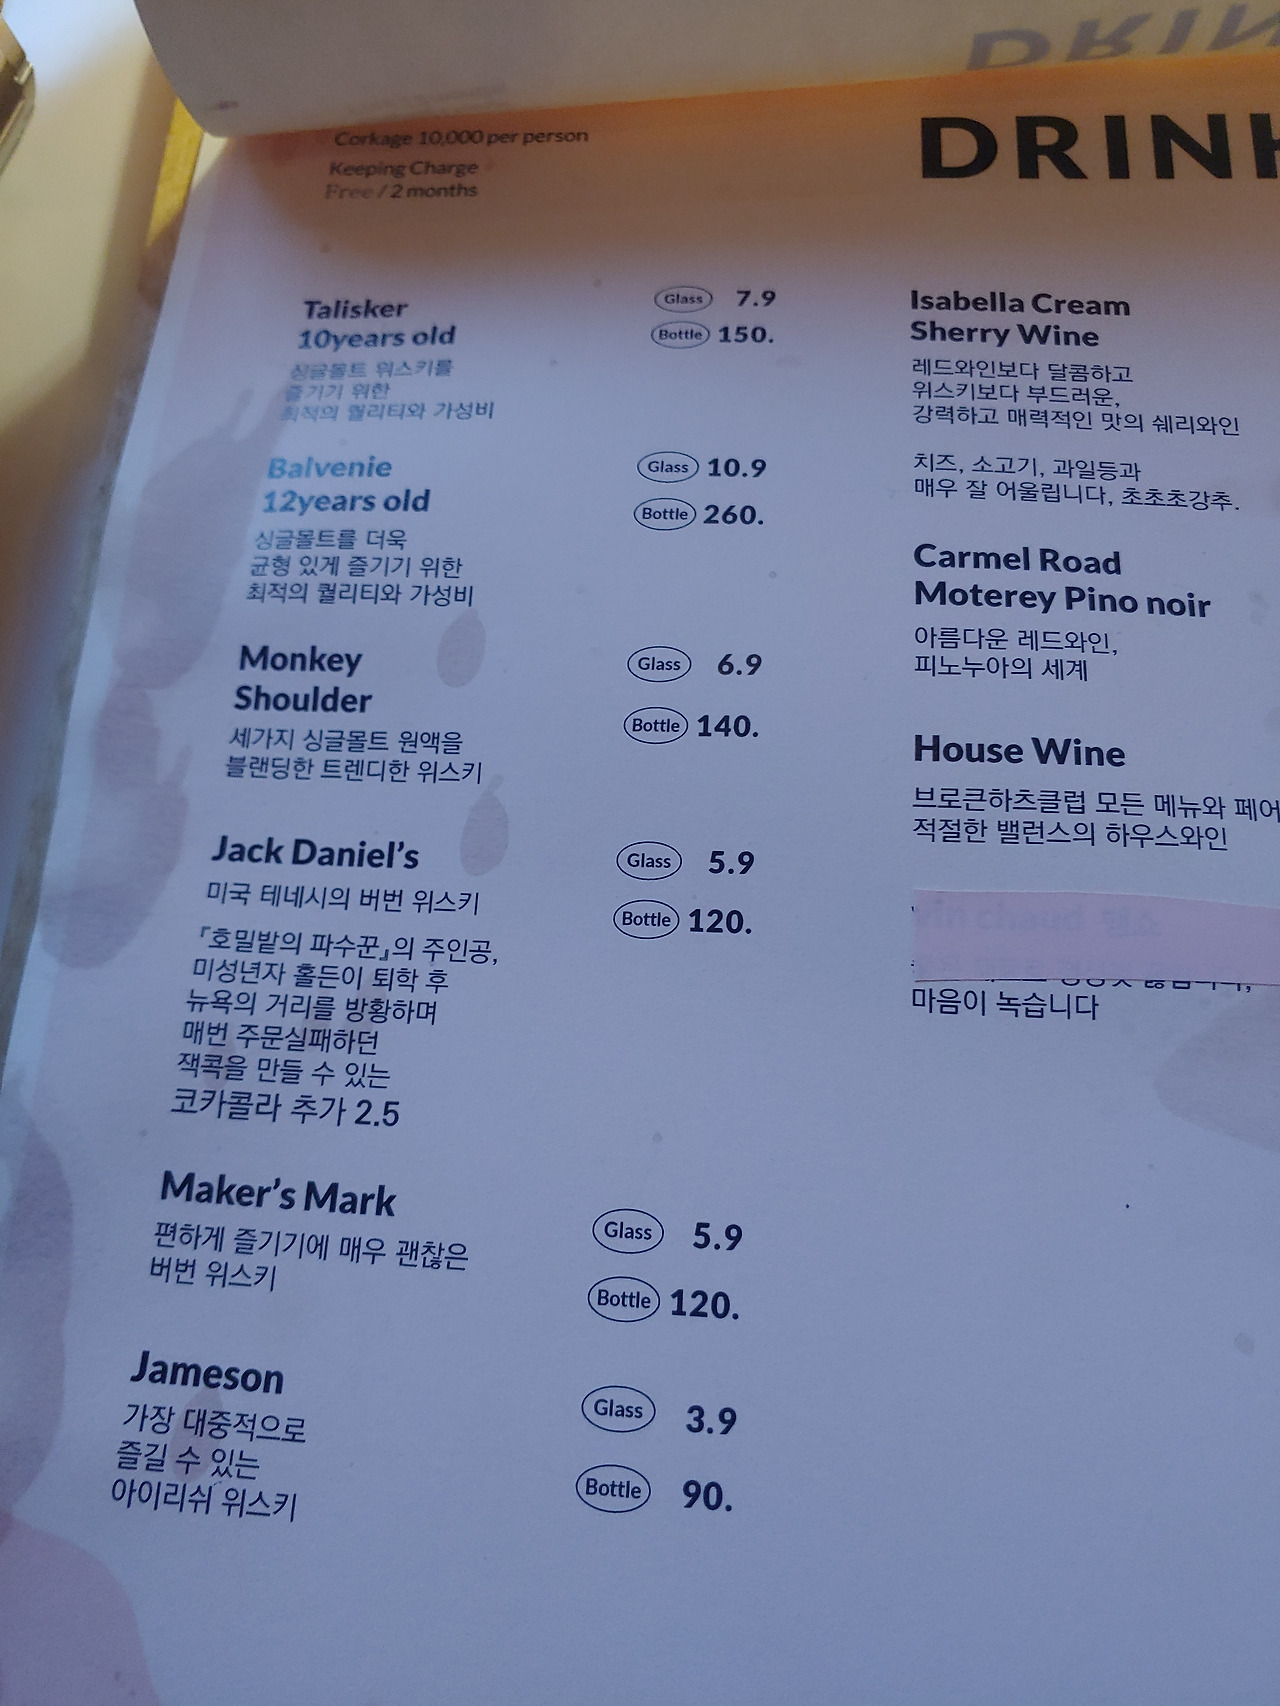 Corkage 10,000 per person
Keeping Charge
Free / 2 months
DRIN
Talisker
10years old
Glass 7.9
Bottle 150.
싱글몰트 위스키를
즐기기 위한
최적의 퀄리티와 가성비
Balvenie
12years old
Glass 10.9
Bottle 260.
싱글몰트를 더욱
균형 있게 즐기기 위한
최적의 퀄리티와 가성비
Monkey
Shoulder
Glass 6.9
Bottle 140.
세가지 싱글몰트 원액을
블랜딩한 트렌디한 위스키
Jack Daniel's
Glass 5.9
Bottle 120.
미국 테네시의 버번 위스키
『호밀밭의 파수꾼』의 주인공,
미성년자 홀든이 퇴학 후
뉴욕의 거리를 방황하며
매번 주문실패하던
잭콕을 만들 수 있는
코카콜라 추가 2.5
Maker's Mark
Glass 5.9
Bottle 120.
편하게 즐기기에 매우 괜찮은
버번 위스키
Jameson
Glass 3.9
Bottle 90.
가장 대중적으로
즐길 수 있는
아이리쉬 위스키
DRINK
Isabella Cream
Sherry Wine
레드와인보다 달콤하고
위스키보다 부드러운,
강력하고 매력적인 맛의 쉐리와인
치즈, 소고기, 과일등과
매우 잘 어울립니다, 초초초강추.
Carmel Road
Moterey Pino noir
아름다운 레드와인,
피노누아의 세계
House Wine
브로큰하츠클럽 모든 메뉴와 페어
적절한 밸런스의 하우스와인
vin chaud
마음이 녹습니다